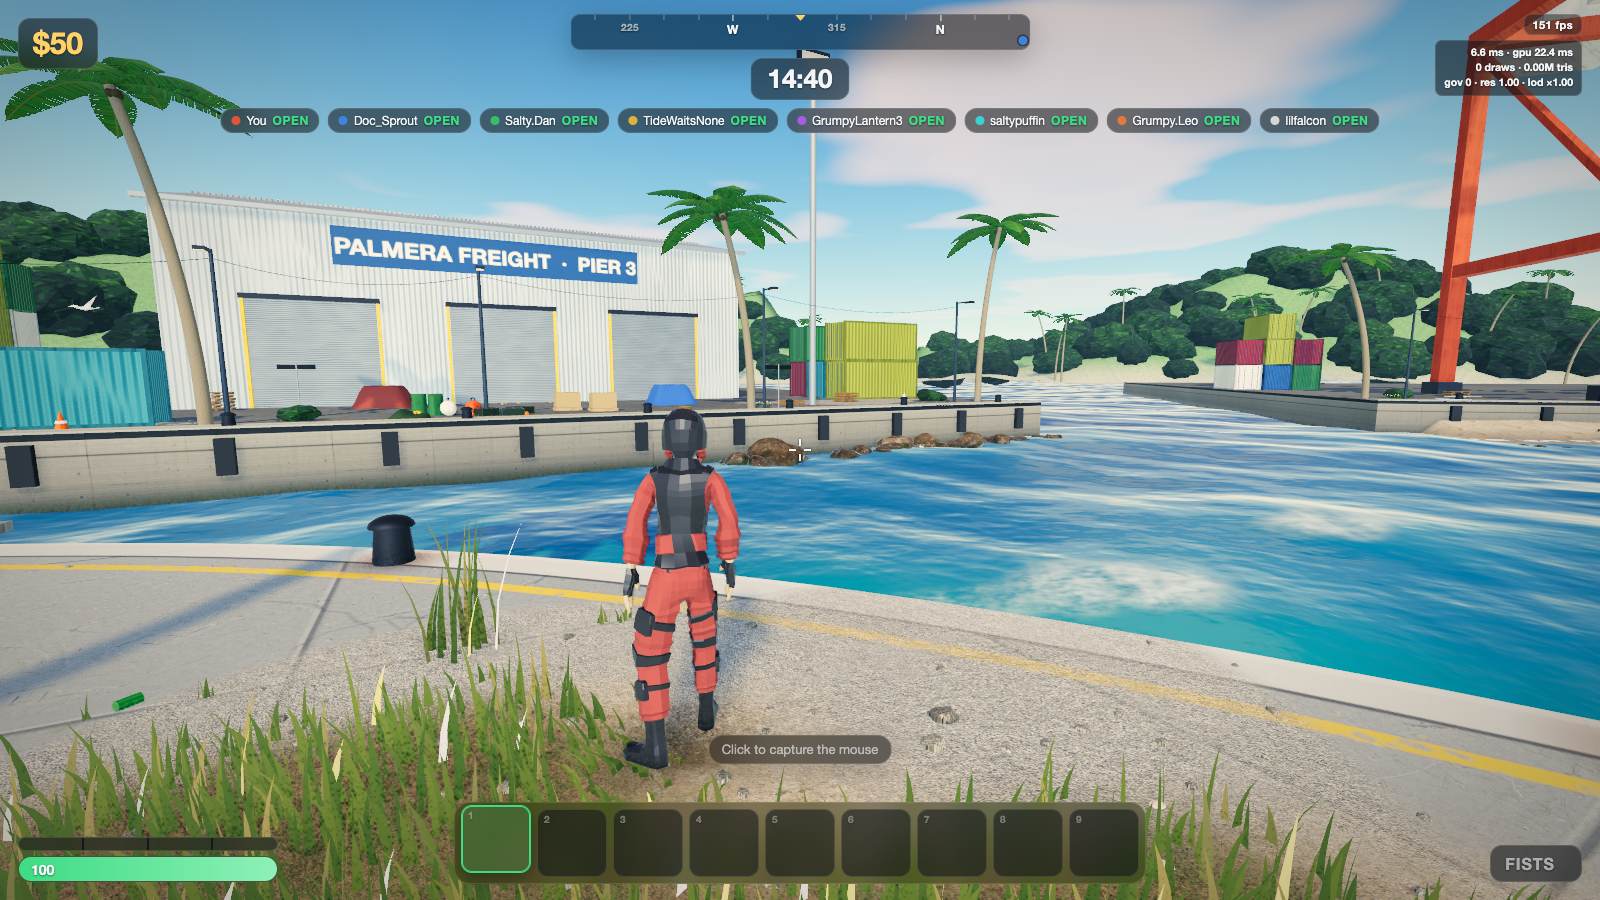 $50
225 W 315 N
151 fps
6.6 ms · gpu 22.4 ms
0 draws · 0.00M tris
gov 0 · res 1.00 · lod ×1.00
14:40
You OPEN
Doc_Sprout OPEN
Salty.Dan OPEN
TideWaitsNone OPEN
GrumpyLantern3 OPEN
saltypuffin OPEN
Grumpy.Leo OPEN
lilfalcon OPEN
PALMERA FREIGHT · PIER 3
Click to capture the mouse
1 2 3 4 5 6 7 8 9
100
FISTS